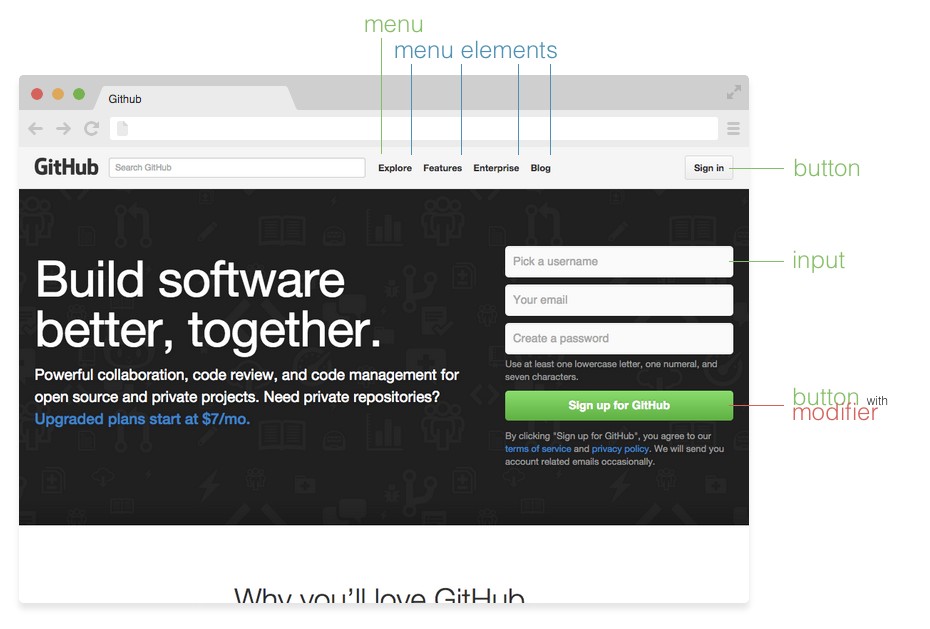 menu
menu elements
Github
GitHub
Search GitHub
Explore Features Enterprise Blog
Sign in
button
Build software
better, together.
Powerful collaboration, code review, and code management for
open source and private projects. Need private repositories?
Upgraded plans start at $7/mo.
Pick a username
input
Your email
Create a password
Use at least one lowercase letter, one numeral, and
seven characters.
Sign up for GitHub
button with
modifier
By clicking "Sign up for GitHub", you agree to our
terms of service and privacy policy. We will send you
account related emails occasionally.
Why you'll love GitHub